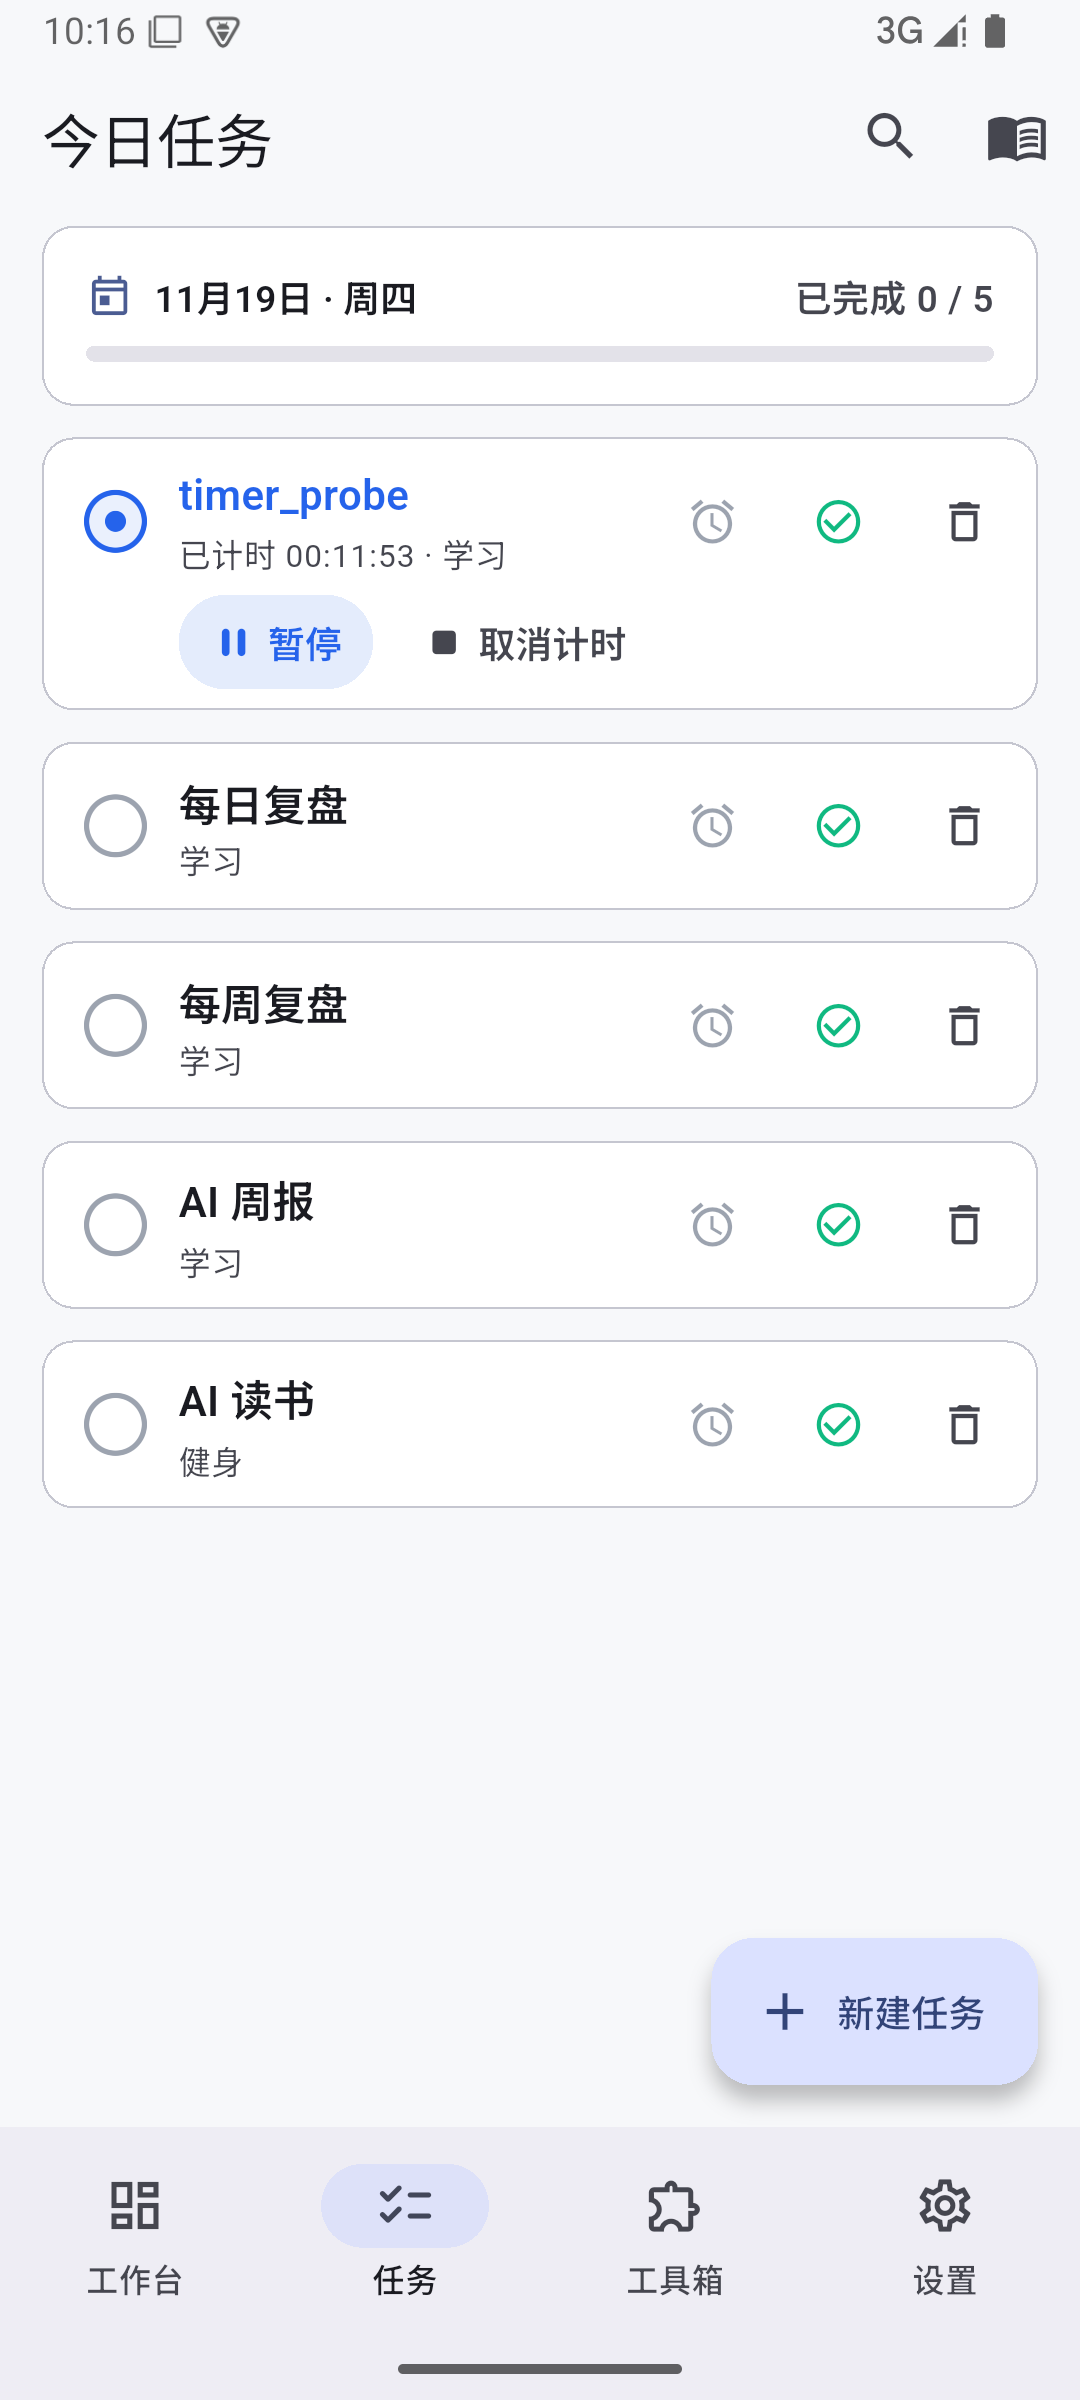 10:16
3G
今日任务
11月19日 · 周四
已完成 0 / 5
timer_probe
已计时 00:11:53 · 学习
暂停
取消计时
每日复盘
学习
每周复盘
学习
AI 周报
学习
AI 读书
健身
新建任务
工作台
任务
工具箱
设置